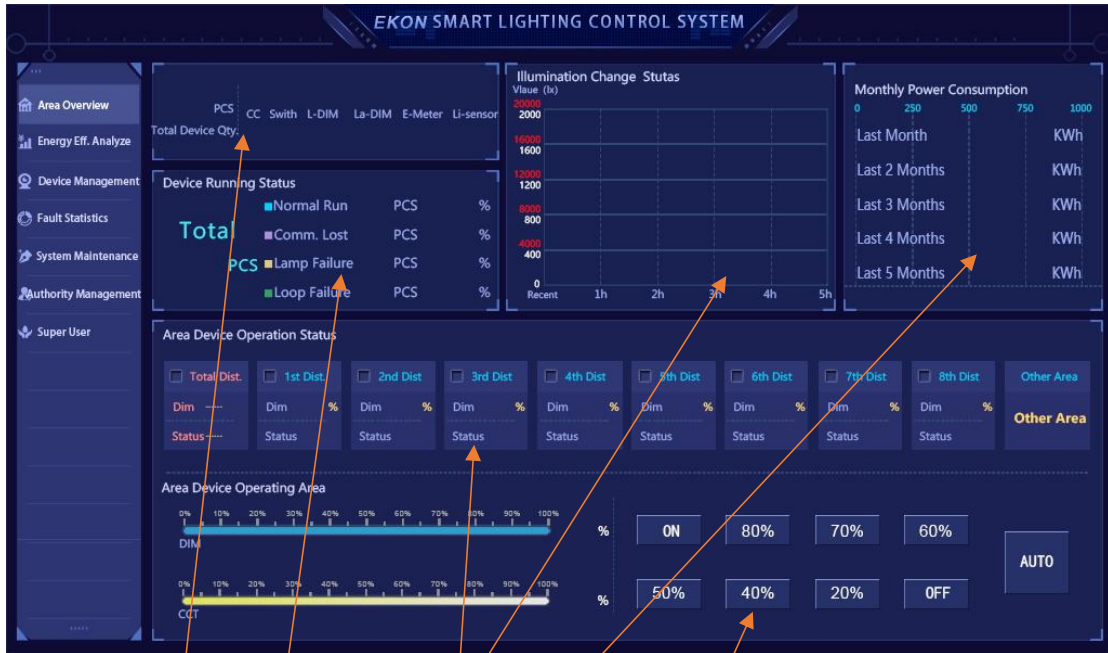 EKON SMART LIGHTING CONTROL SYSTEM
Area Overview
Energy Eff. Analyze
Device Management
Fault Statistics
System Maintenance
Authority Management
Super User
PCS CC Swith L-DIM La-DIM E-Meter Li-sensor
Total Device Qty.
Device Running Status
Total
PCS
Normal Run PCS %
Comm. Lost PCS %
Lamp Failure PCS %
Loop Failure PCS %
Illumination Change Stutas
Vlaue (lx)
20000
2000
16000
1600
12000
1200
8000
800
4000
400
0
Recent 1h 2h 3h 4h 5h
Monthly Power Consumption
0 250 500 750 1000
Last Month KWh
Last 2 Months KWh
Last 3 Months KWh
Last 4 Months KWh
Last 5 Months KWh
Area Device Operation Status
Total Dist. 1st Dist. 2nd Dist 3rd Dist 4th Dist 5th Dist 6th Dist 7th Dist 8th Dist Other Area
Dim ---- Dim % Dim % Dim % Dim % Dim % Dim % Dim % Dim % Other Area
Status ---- Status Status Status Status Status Status Status Status
Area Device Operating Area
0% 10% 20% 30% 40% 50% 60% 70% 80% 90% 100%
DIM %
0% 10% 20% 30% 40% 50% 60% 70% 80% 90% 100%
CCT %
ON 80% 70% 60%
50% 40% 20% OFF
AUTO